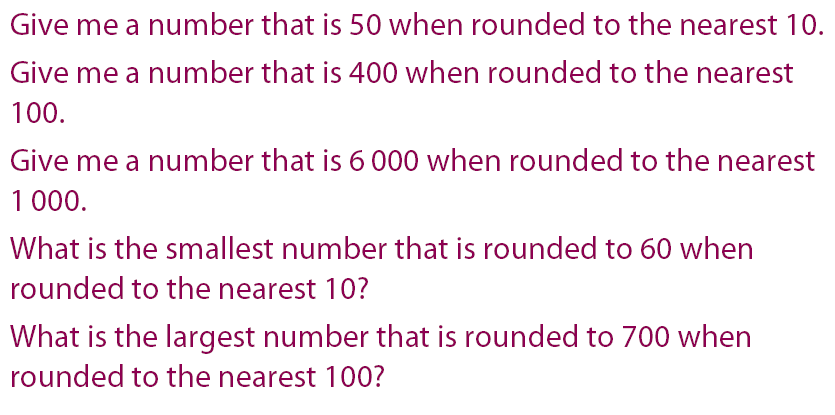 Give me a number that is 50 when rounded to the nearest 10.
Give me a number that is 400 when rounded to the nearest
100.
Give me a number that is 6 000 when rounded to the nearest
1 000.
What is the smallest number that is rounded to 60 when
rounded to the nearest 10?
What is the largest number that is rounded to 700 when
rounded to the nearest 100?